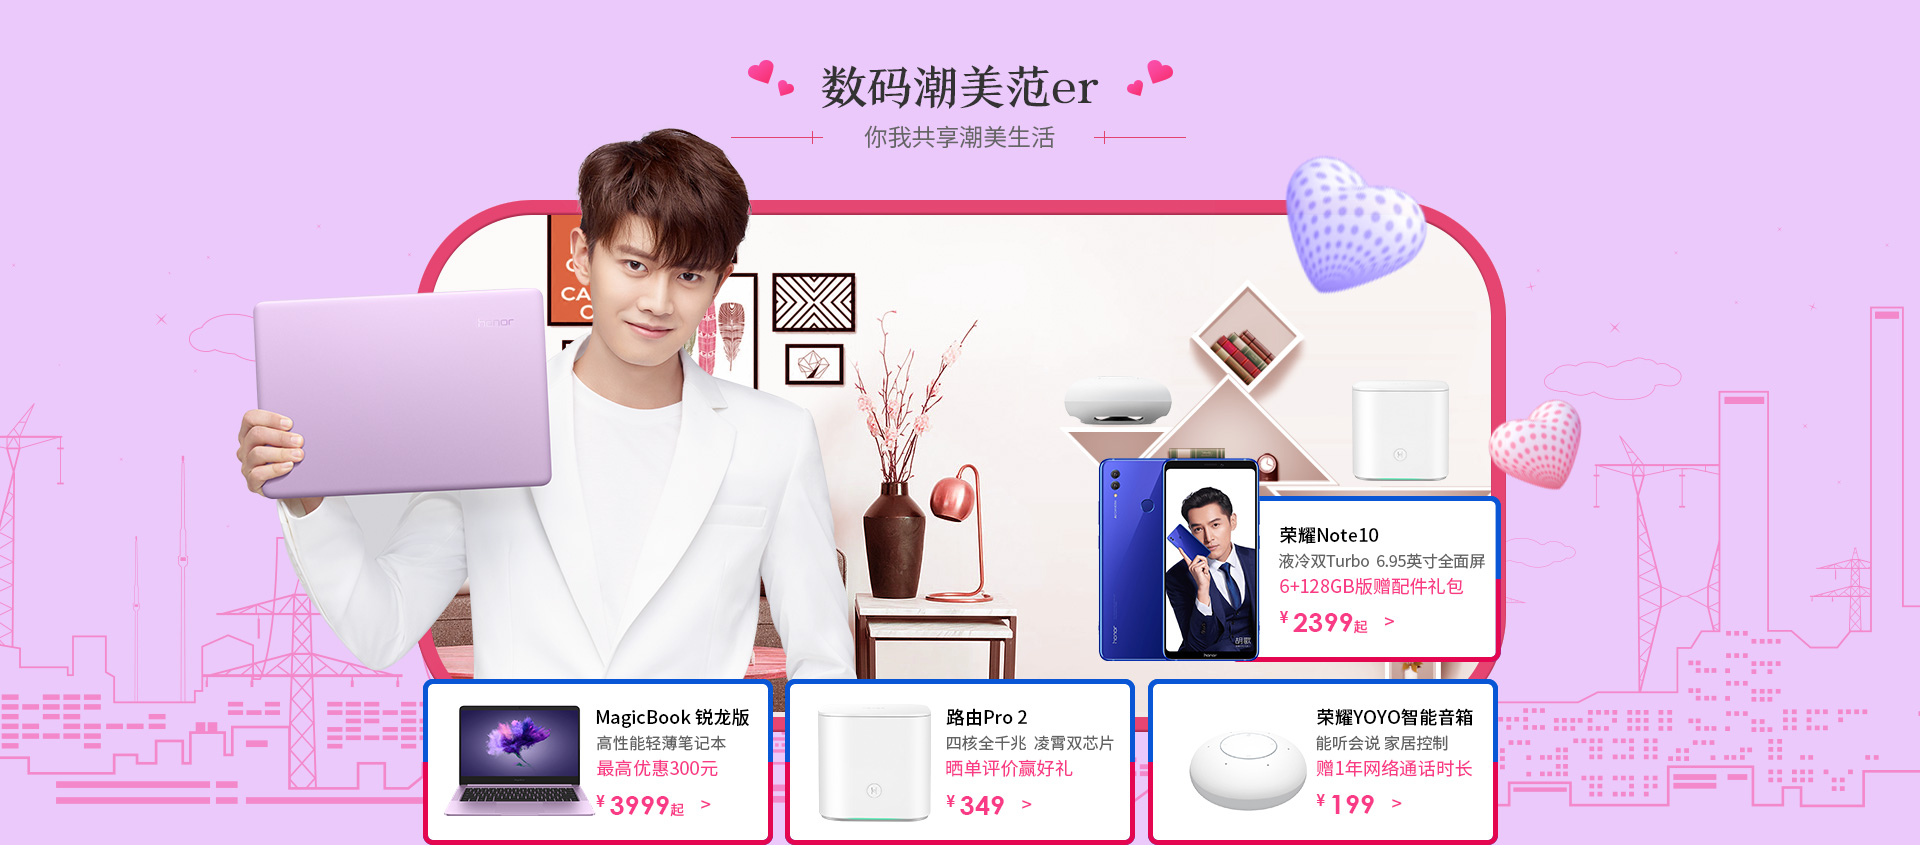 数码潮美范er
你我共享潮美生活
honor
CA
荣耀Note10
液冷双Turbo 6.95英寸全面屏
6+128GB版赠配件礼包
¥ 2399起 >
胡歌
honor
honor
MagicBook 锐龙版
高性能轻薄笔记本
最高优惠300元
¥ 3999起 >
路由Pro 2
四核全千兆 凌霄双芯片
晒单评价赢好礼
¥ 349 >
荣耀YOYO智能音箱
能听会说 家居控制
赠1年网络通话时长
¥ 199 >